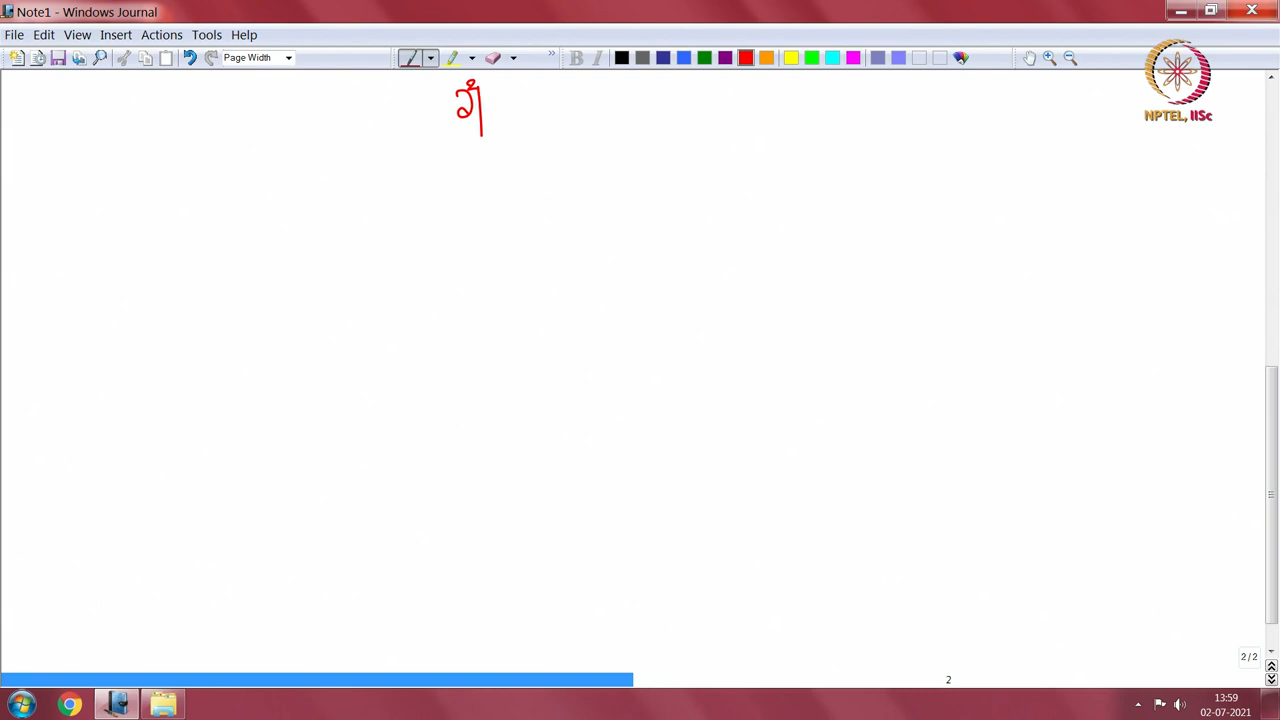 Note1 - Windows Journal
File Edit View Insert Actions Tools Help
Page Width
NPTEL, IISc
2/2
2
13:59
02-07-2021